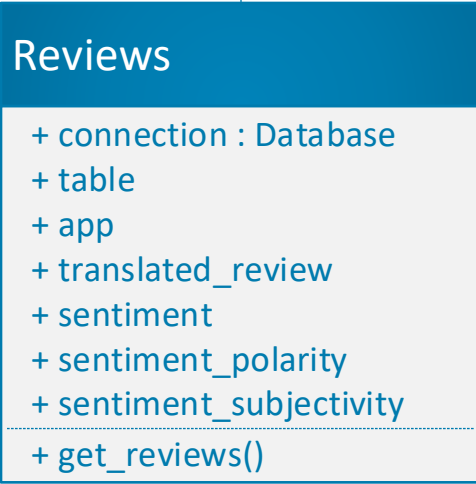 Reviews
+ connection : Database
+ table
+ app
+ translated_review
+ sentiment
+ sentiment_polarity
+ sentiment_subjectivity
+ get_reviews()